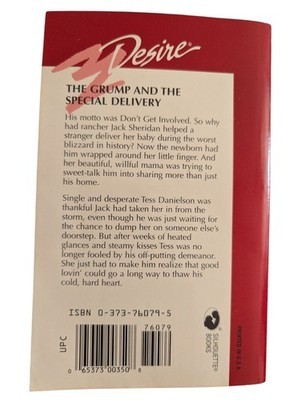 Desire®
THE GRUMP AND THE
SPECIAL DELIVERY
His motto was Don't Get Involved. So why
had rancher Jack Sheridan helped a
stranger deliver her baby during the worst
blizzard in history? Now the newborn had
him wrapped around her little finger. And
her beautiful, willful mama was trying to
sweet-talk him into sharing more than just
his home.
Single and desperate Tess Danielson was
thankful Jack had taken her in from the
storm, even though he was just waiting for
the chance to dump her on someone else's
doorstep. But after weeks of heated
glances and steamy kisses Tess was no
longer fooled by his off-putting demeanor.
She just had to make him realize that good
lovin' could go a long way to thaw his
cold, hard heart.
ISBN 0-373-76079-5
76079
UPC
0 65373 00350 8
SILHOUETTE®
BOOKS
PRINTED IN U.S.A.